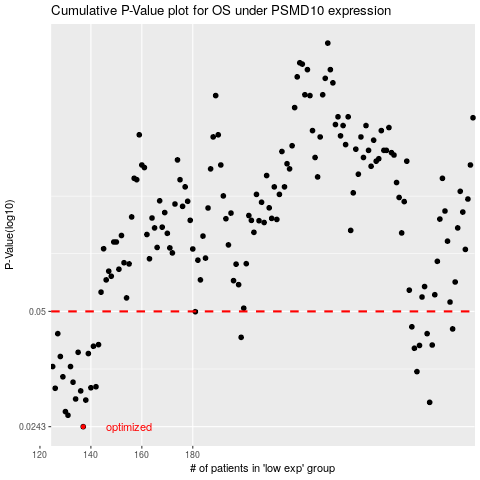 Cumulative P-Value plot for OS under PSMD10 expression
P-Value(log10)
0.05
0.0243
optimized
120 140 160 180
# of patients in 'low exp' group